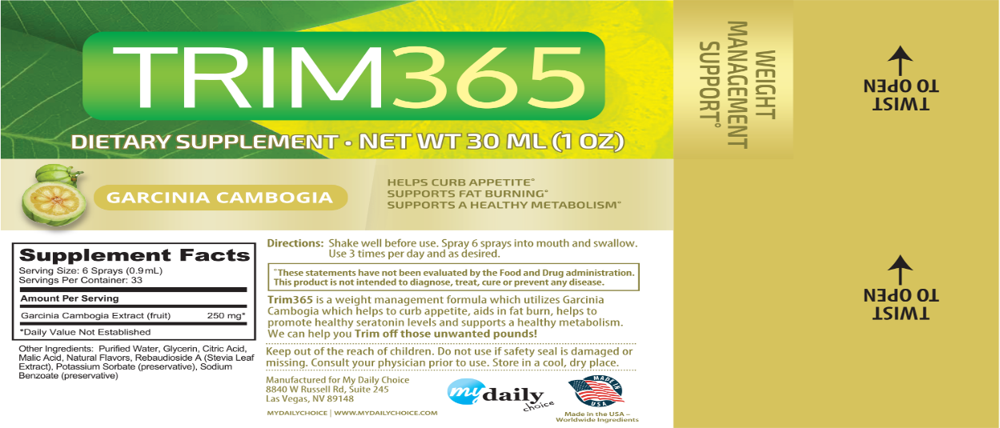 TRIM365
DIETARY SUPPLEMENT • NET WT 30 ML (1 OZ)
GARCINIA CAMBOGIA
HELPS CURB APPETITE°
SUPPORTS FAT BURNING°
SUPPORTS A HEALTHY METABOLISM°
Supplement Facts
Serving Size: 6 Sprays (0.9mL)
Servings Per Container: 33
Amount Per Serving
Garcinia Cambogia Extract (fruit) 250 mg*
*Daily Value Not Established
Other Ingredients: Purified Water, Glycerin, Citric Acid,
Malic Acid, Natural Flavors, Rebaudioside A (Stevia Leaf
Extract), Potassium Sorbate (preservative), Sodium
Benzoate (preservative)
Directions: Shake well before use. Spray 6 sprays into mouth and swallow.
Use 3 times per day and as desired.
°These statements have not been evaluated by the Food and Drug administration.
This product is not intended to diagnose, treat, cure or prevent any disease.
Trim365 is a weight management formula which utilizes Garcinia
Cambogia which helps to curb appetite, aids in fat burn, helps to
promote healthy seratonin levels and supports a healthy metabolism.
We can help you Trim off those unwanted pounds!
Keep out of the reach of children. Do not use if safety seal is damaged or
missing. Consult your physician prior to use. Store in a cool, dry place.
Manufactured for My Daily Choice
8840 W Russell Rd, Suite 245
Las Vegas, NV 89148
MYDAILYCHOICE | WWW.MYDAILYCHOICE.COM
my daily
choice
MADE IN
USA
Made in the USA –
Worldwide Ingredients
WEIGHT
MANAGEMENT
SUPPORT°
TWIST
TO OPEN
TWIST
TO OPEN